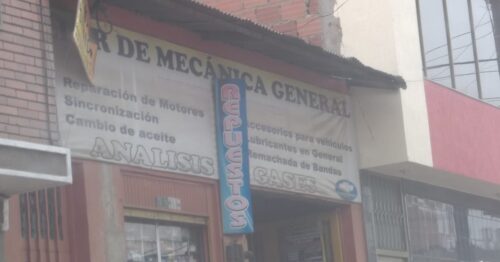 R DE MECÁNICA GENERAL
Reparación de Motores
Sincronización
Cambio de aceite
ccesorios para vehículos
ubricantes en General
Remachada de Bandas
ANALISIS GASES
REPUESTOS